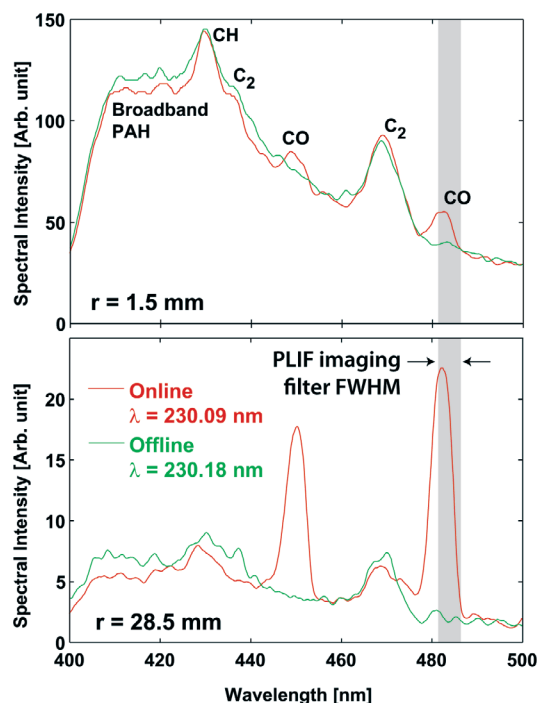 150
100
50
0
Spectral Intensity [Arb. unit]
CH
C2
Broadband
PAH
CO
C2
CO
r = 1.5 mm
20
15
10
5
0
Spectral Intensity [Arb. unit]
PLIF imaging
filter FWHM
Online
λ = 230.09 nm
Offline
λ = 230.18 nm
r = 28.5 mm
400 420 440 460 480 500
Wavelength [nm]